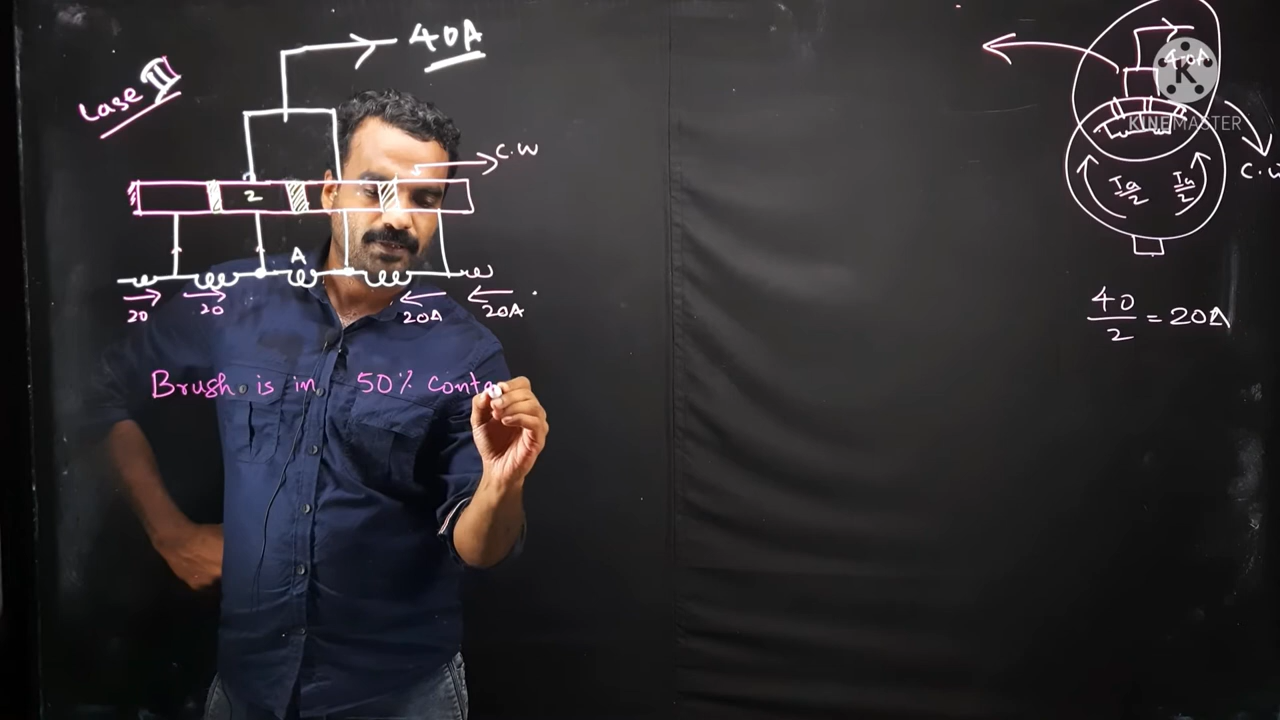 Case III
40A
C.W
2
A
20 20 20A 20A
Brush is in 50% Conta
40A
KINEMASTER
C.W
Ia/2 Ia/2
40/2 = 20A